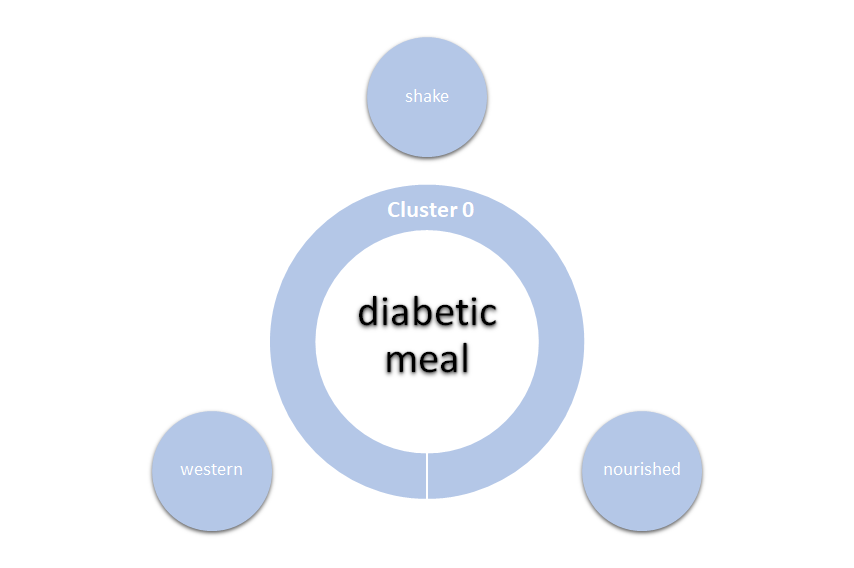 shake
Cluster 0
diabetic
meal
western
nourished